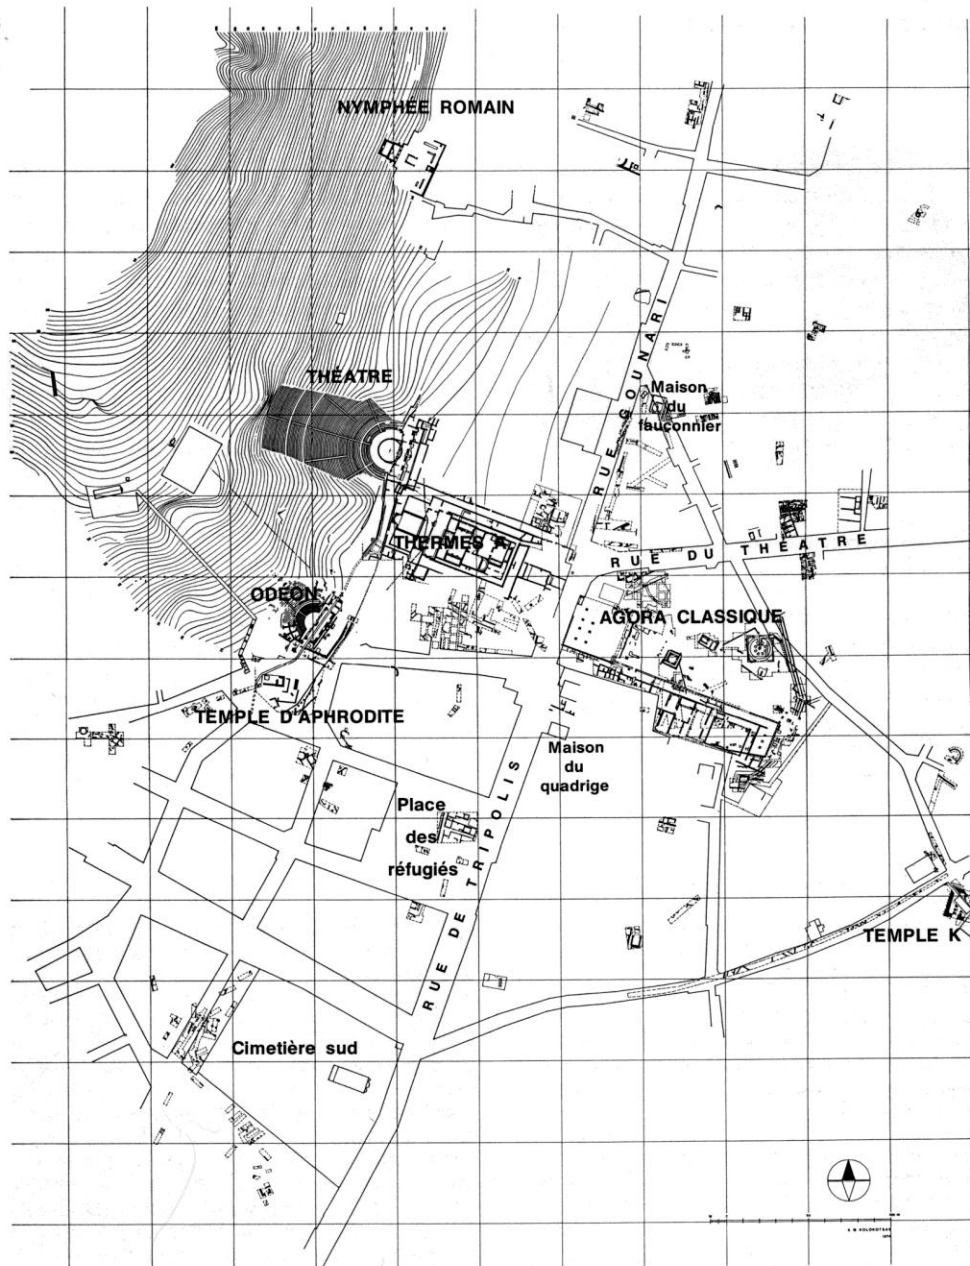 NYMPHÉE ROMAIN
THÉATRE
RUE GOUNARI
Maison
du
fauconnier
THERMES A
RUE DU THÉATRE
ODÉON
AGORA CLASSIQUE
TEMPLE D'APHRODITE
Maison
du
quadrige
Place
des
réfugiés
RUE DE TRIPOLIS
TEMPLE K
Cimetière sud